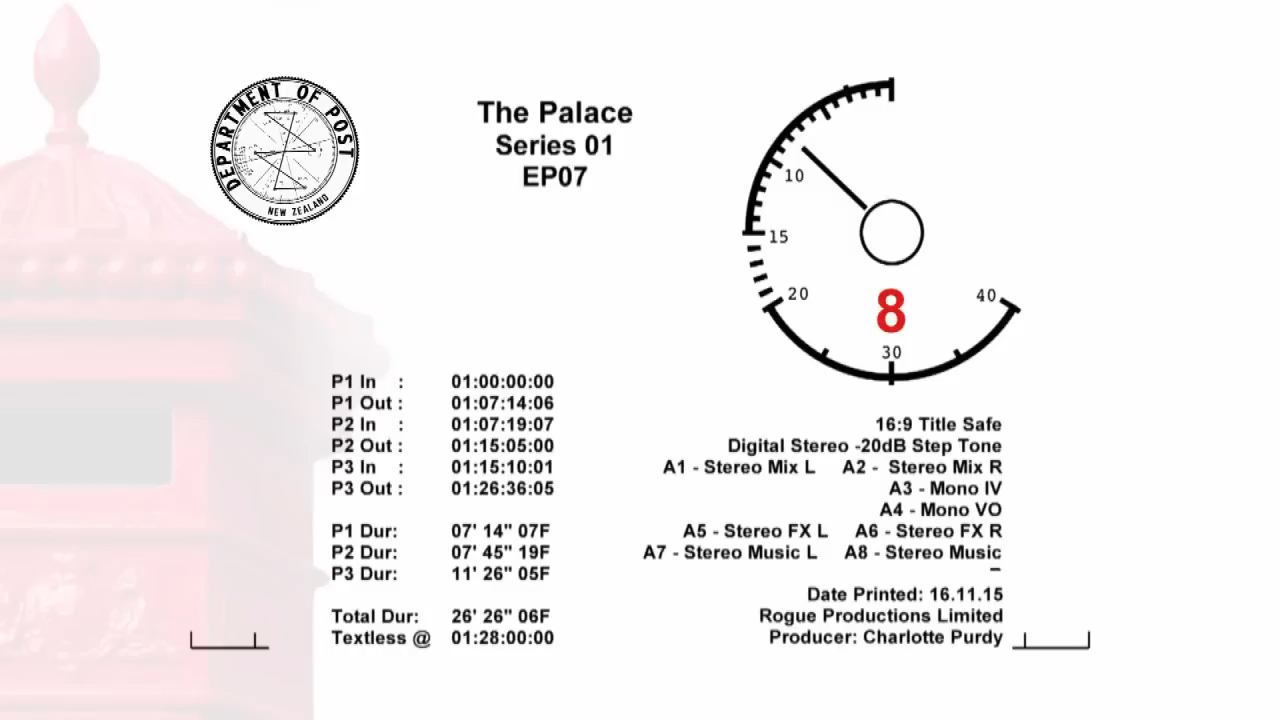 DEPARTMENT OF POST
NEW ZEALAND
The Palace
Series 01
EP07
10
15
20
30
40
8
P1 In : 01:00:00:00
P1 Out : 01:07:14:06
P2 In : 01:07:19:07
P2 Out : 01:15:05:00
P3 In : 01:15:10:01
P3 Out : 01:26:36:05
P1 Dur: 07' 14" 07F
P2 Dur: 07' 45" 19F
P3 Dur: 11' 26" 05F
Total Dur: 26' 26" 06F
Textless @ 01:28:00:00
16:9 Title Safe
Digital Stereo -20dB Step Tone
A1 - Stereo Mix L A2 - Stereo Mix R
A3 - Mono IV
A4 - Mono VO
A5 - Stereo FX L A6 - Stereo FX R
A7 - Stereo Music L A8 - Stereo Music
Date Printed: 16.11.15
Rogue Productions Limited
Producer: Charlotte Purdy